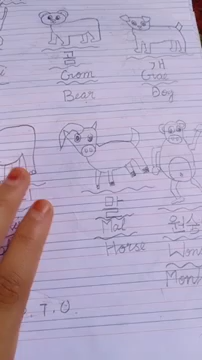 곰 개
Gom Gae
Bear Dog
말 원숭
Mal Won
Horse Mon
. T. O.